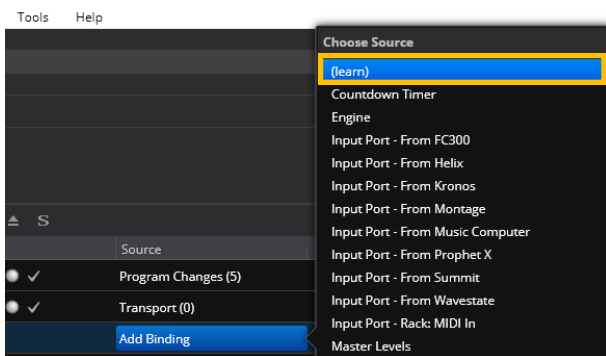 Tools Help
Choose Source
(learn)
Countdown Timer
Engine
Input Port - From FC300
Input Port - From Helix
Input Port - From Kronos
Input Port - From Montage
Input Port - From Music Computer
Input Port - From Prophet X
Input Port - From Summit
Input Port - From Wavestate
Input Port - Rack: MIDI In
Master Levels
S
Source
Program Changes (5)
Transport (0)
Add Binding